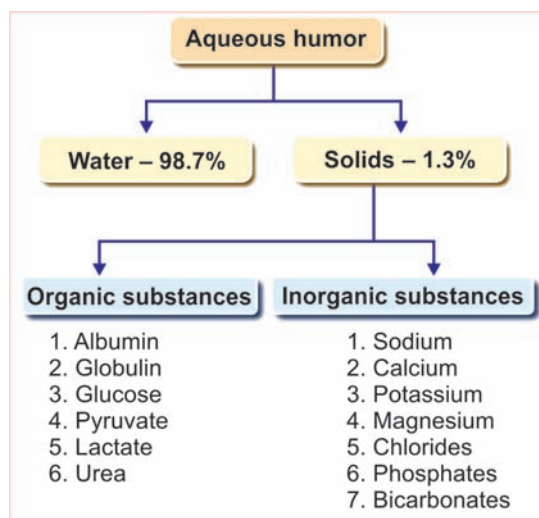 Aqueous humor
Water – 98.7%
Solids – 1.3%
Organic substances
1. Albumin
2. Globulin
3. Glucose
4. Pyruvate
5. Lactate
6. Urea
Inorganic substances
1. Sodium
2. Calcium
3. Potassium
4. Magnesium
5. Chlorides
6. Phosphates
7. Bicarbonates